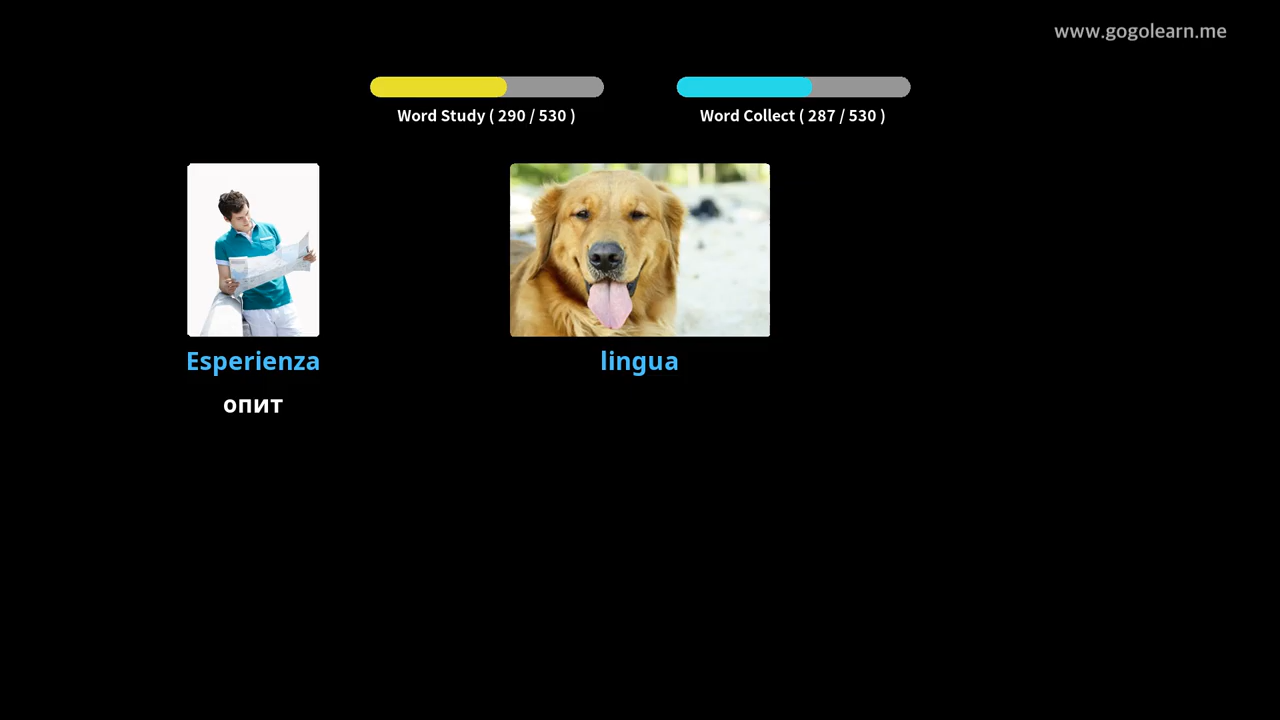 www.gogolearn.me
Word Study ( 290 / 530 )
Word Collect ( 287 / 530 )
Esperienza
lingua
опит